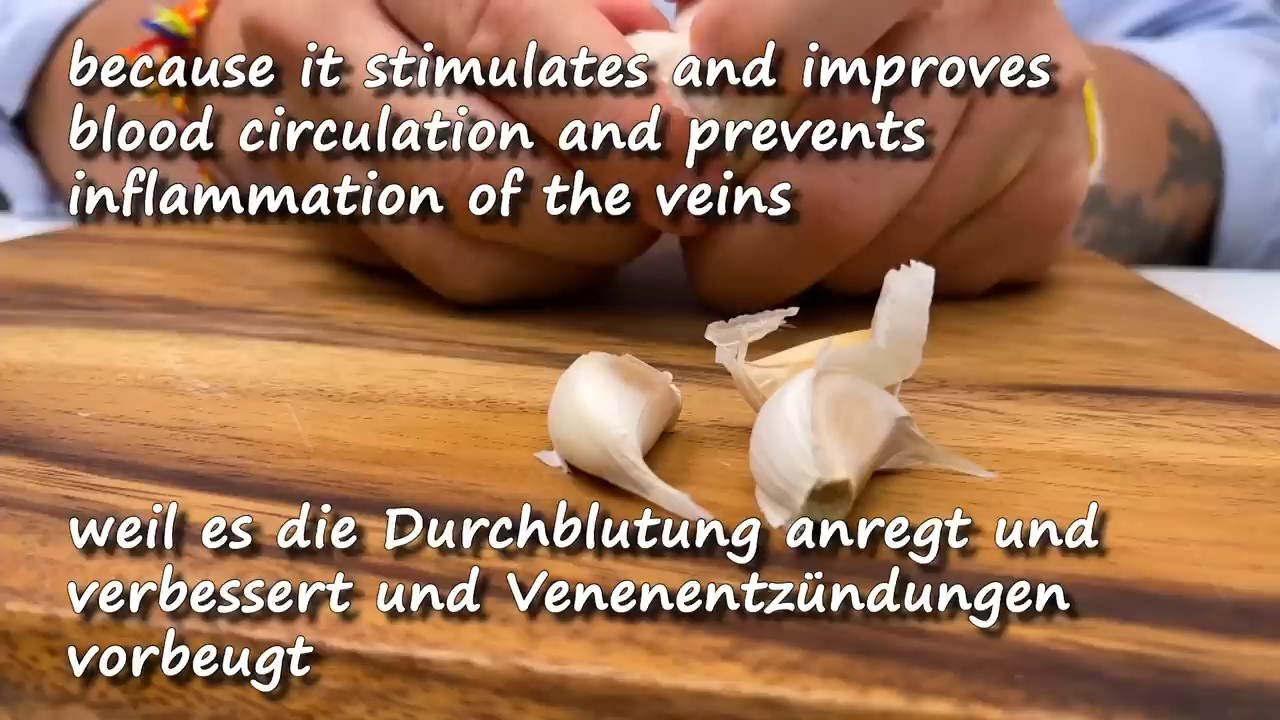 because it stimulates and improves
blood circulation and prevents
inflammation of the veins
weil es die Durchblutung anregt und
verbessert und Venenentzündungen
vorbeugt